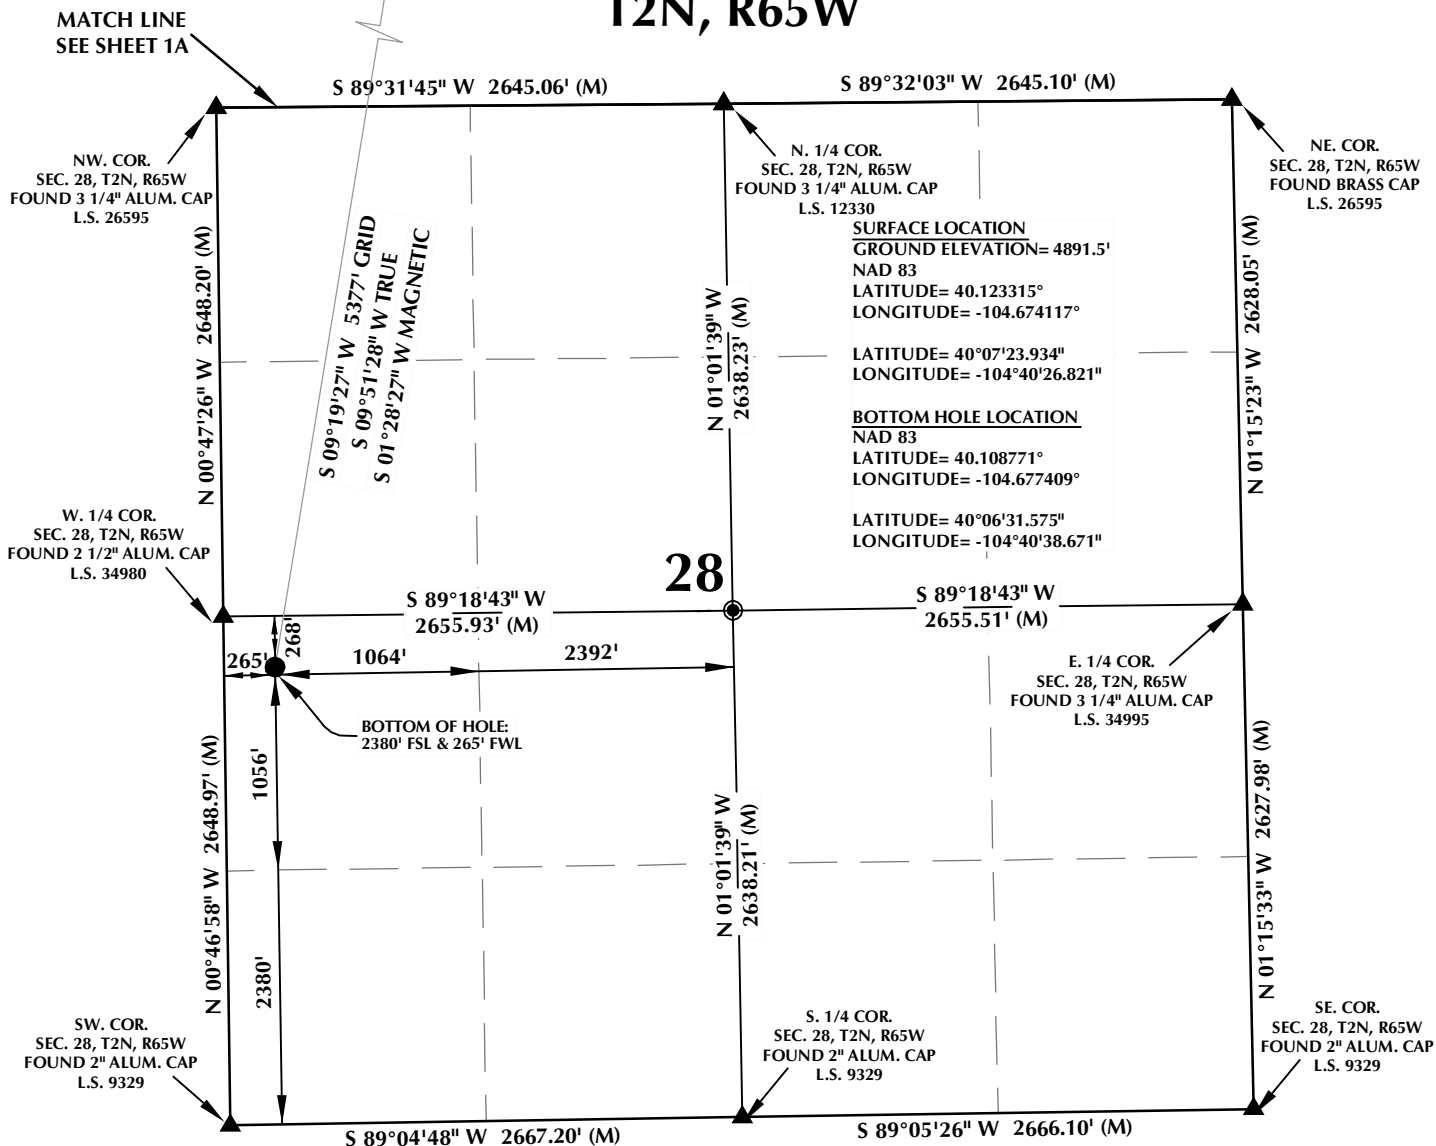 T2N, R65W
MATCH LINE
SEE SHEET 1A
S 89°31'45" W 2645.06' (M)
S 89°32'03" W 2645.10' (M)
NW. COR.
SEC. 28, T2N, R65W
FOUND 3 1/4" ALUM. CAP
L.S. 26595
N. 1/4 COR.
SEC. 28, T2N, R65W
FOUND 3 1/4" ALUM. CAP
L.S. 12330
NE. COR.
SEC. 28, T2N, R65W
FOUND BRASS CAP
L.S. 26595
SURFACE LOCATION
GROUND ELEVATION= 4891.5'
NAD 83
LATITUDE= 40.123315°
LONGITUDE= -104.674117°
LATITUDE= 40°07'23.934"
LONGITUDE= -104°40'26.821"
BOTTOM HOLE LOCATION
NAD 83
LATITUDE= 40.108771°
LONGITUDE= -104.677409°
LATITUDE= 40°06'31.575"
LONGITUDE= -104°40'38.671"
N 00°47'26" W 2648.20' (M)
S 09°19'27" W 5377' GRID
S 09°51'28" W TRUE
S 01°28'27" W MAGNETIC
N 01°01'39" W
2638.23' (M)
N 01°15'23" W 2628.05' (M)
W. 1/4 COR.
SEC. 28, T2N, R65W
FOUND 2 1/2" ALUM. CAP
L.S. 34980
28
S 89°18'43" W
2655.93' (M)
S 89°18'43" W
2655.51' (M)
268'
265'
1064'
2392'
E. 1/4 COR.
SEC. 28, T2N, R65W
FOUND 3 1/4" ALUM. CAP
L.S. 34995
BOTTOM OF HOLE:
2380' FSL & 265' FWL
1056'
2380'
N 00°46'58" W 2648.97' (M)
N 01°01'39" W
2638.21' (M)
N 01°15'33" W 2627.98' (M)
SW. COR.
SEC. 28, T2N, R65W
FOUND 2" ALUM. CAP
L.S. 9329
S. 1/4 COR.
SEC. 28, T2N, R65W
FOUND 2" ALUM. CAP
L.S. 9329
SE. COR.
SEC. 28, T2N, R65W
FOUND 2" ALUM. CAP
L.S. 9329
S 89°04'48" W 2667.20' (M)
S 89°05'26" W 2666.10' (M)